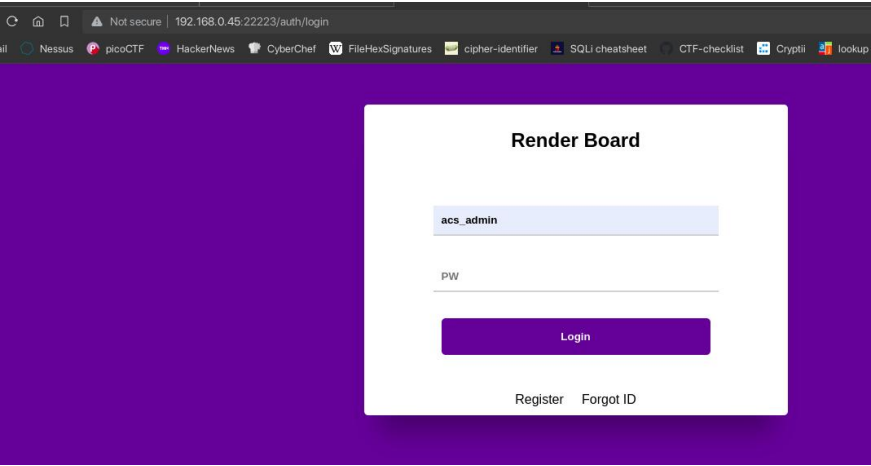 Not secure 192.168.0.45:22223/auth/login
ail Nessus picoCTF HackerNews CyberChef W FileHexSignatures cipher-identifier SQLi cheatsheet CTF-checklist Cryptii lookup
Render Board
acs_admin
PW
Login
Register Forgot ID